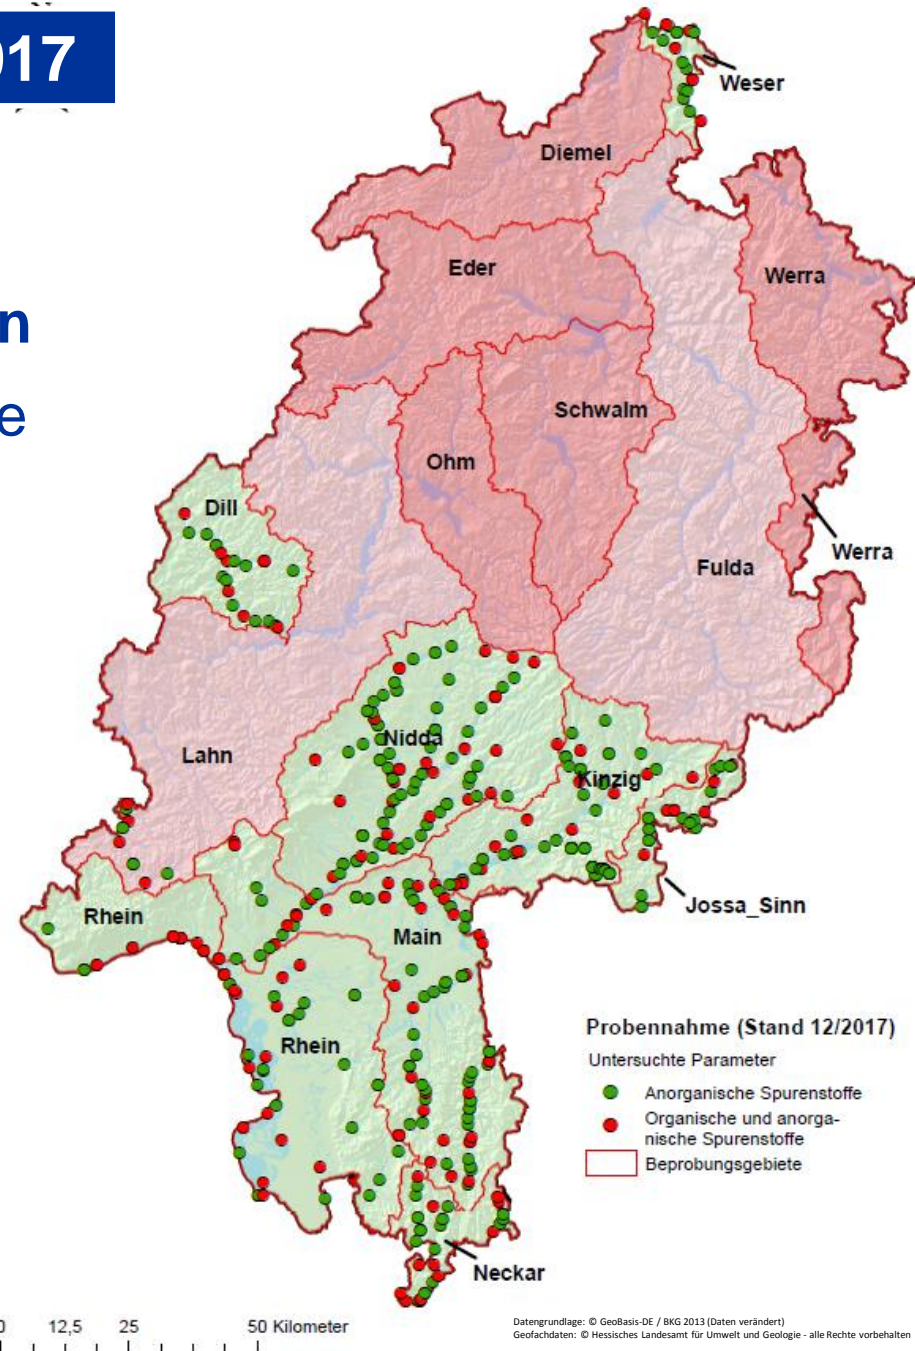 017
n
e
Weser
Diemel
Eder
Werra
Schwalm
Ohm
Dill
Werra
Fulda
Nidda
Lahn
Kinzig
Rhein
Jossa_Sinn
Main
Rhein
Neckar
Probennahme (Stand 12/2017)
Untersuchte Parameter
Anorganische Spurenstoffe
Organische und anorga-
nische Spurenstoffe
Beprobungsgebiete
0 12,5 25 50 Kilometer
Datengrundlage: © GeoBasis-DE / BKG 2013 (Daten verändert)
Geofachdaten: © Hessisches Landesamt für Umwelt und Geologie - alle Rechte vorbehalten